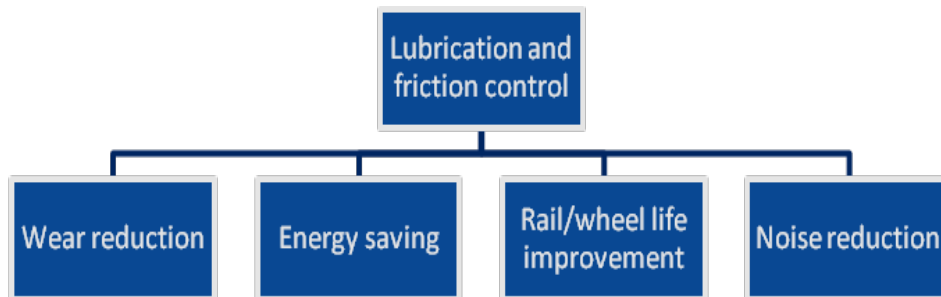 Lubrication and
friction control
Wear reduction
Energy saving
Rail/wheel life
improvement
Noise reduction